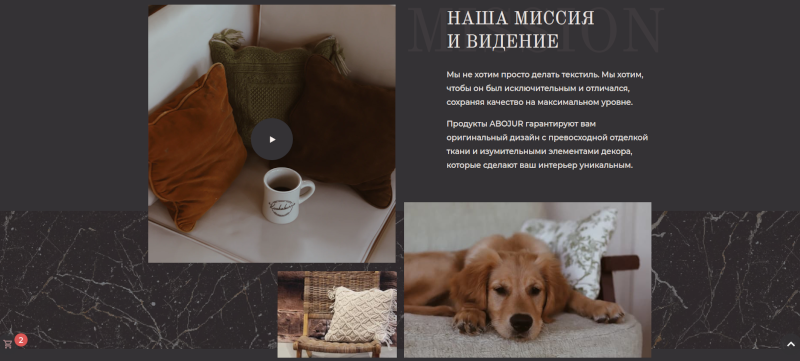 MISSION
НАША МИССИЯ
И ВИДЕНИЕ
Мы не хотим просто делать текстиль. Мы хотим,
чтобы он был исключительным и отличался,
сохраняя качество на максимальном уровне.
Продукты ABOJUR гарантируют вам
оригинальный дизайн с превосходной отделкой
ткани и изумительными элементами декора,
которые сделают ваш интерьер уникальным.
2